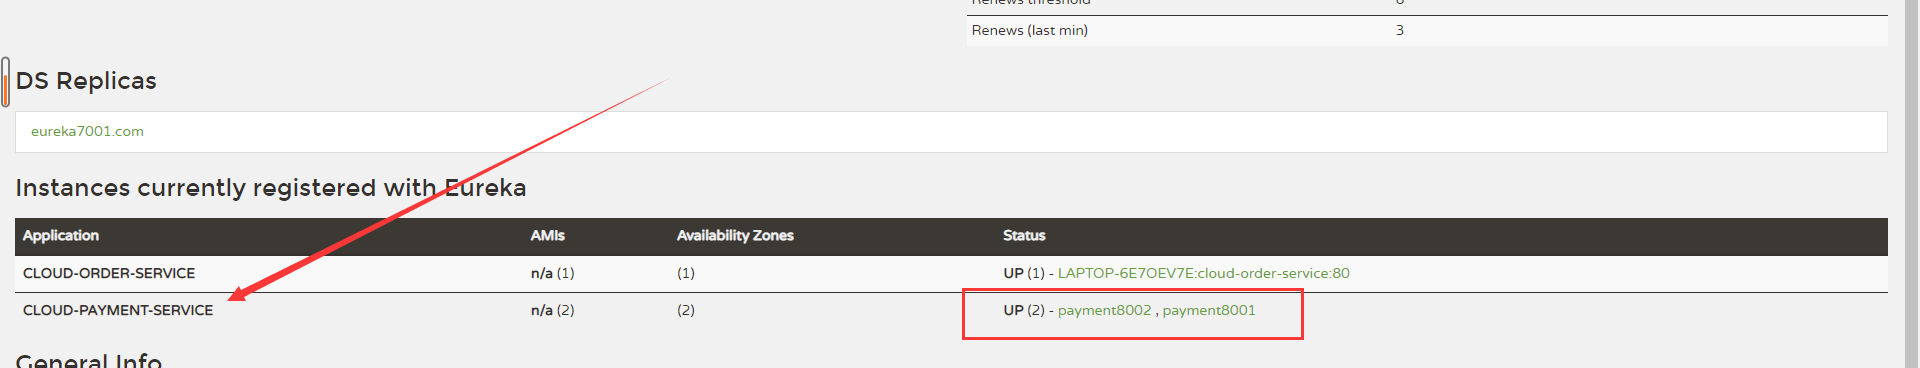 Renews threshold
Renews (last min) 3
DS Replicas
eureka7001.com
Instances currently registered with Eureka
Application AMIs Availability Zones Status
CLOUD-ORDER-SERVICE n/a (1) (1) UP (1) - LAPTOP-6E7OEV7E:cloud-order-service:80
CLOUD-PAYMENT-SERVICE n/a (2) (2) UP (2) - payment8002 , payment8001
General Info